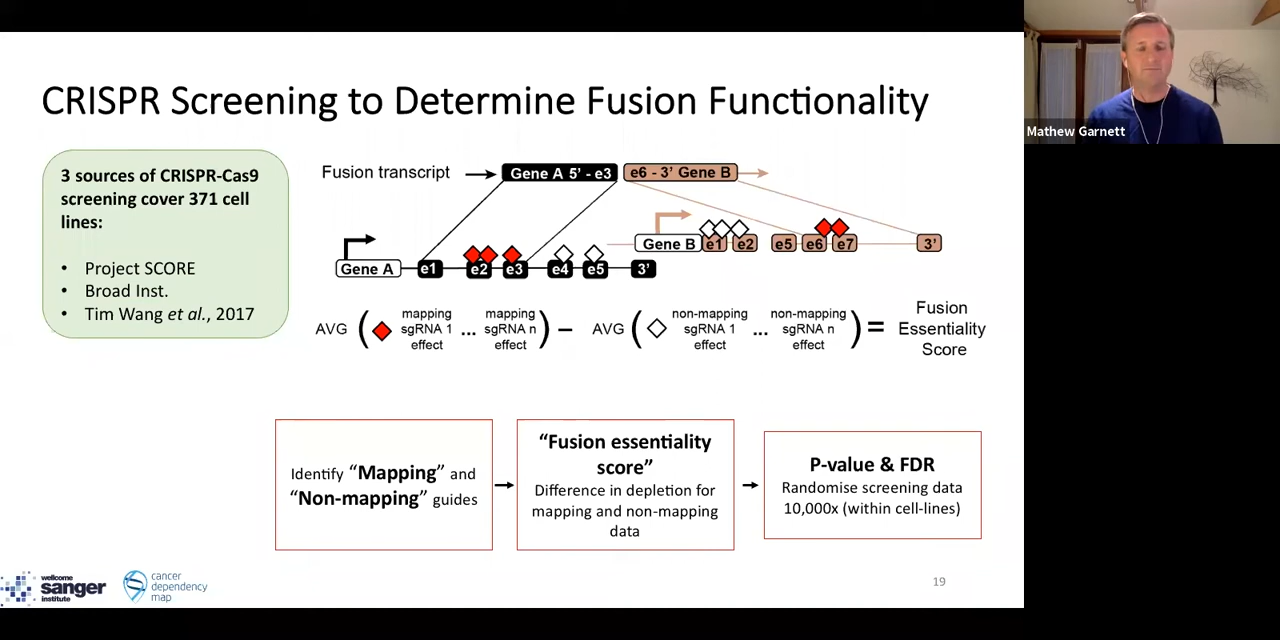 CRISPR Screening to Determine Fusion Functionality
3 sources of CRISPR-Cas9
screening cover 371 cell
lines:
• Project SCORE
• Broad Inst.
• Tim Wang et al., 2017
Fusion transcript
Gene A 5' - e3
e6 - 3' Gene B
Gene B
e1
e2
e5
e6
e7
3'
Gene A
e1
e2
e3
e4
e5
3'
AVG ( mapping sgRNA 1 effect ... mapping sgRNA n effect ) – AVG ( non-mapping sgRNA 1 effect ... non-mapping sgRNA n effect ) = Fusion Essentiality Score
Identify “Mapping” and
“Non-mapping” guides
“Fusion essentiality
score”
Difference in depletion for
mapping and non-mapping
data
P-value & FDR
Randomise screening data
10,000x (within cell-lines)
wellcome
sanger
institute
cancer
dependency
map
19
Mathew Garnett